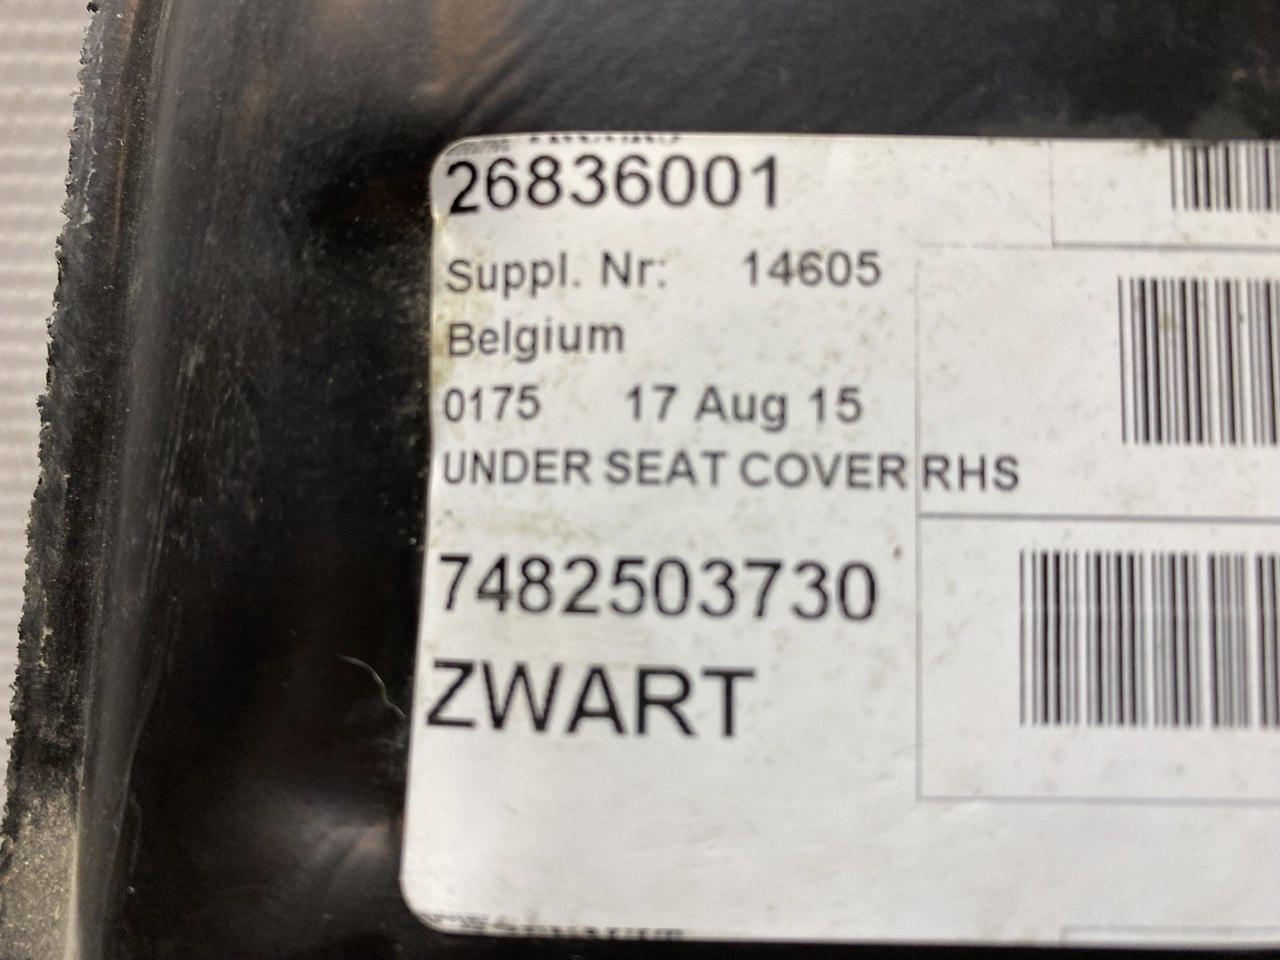 26836001
Suppl. Nr: 14605
Belgium
0175 17 Aug 15
UNDER SEAT COVER RHS
7482503730
ZWART